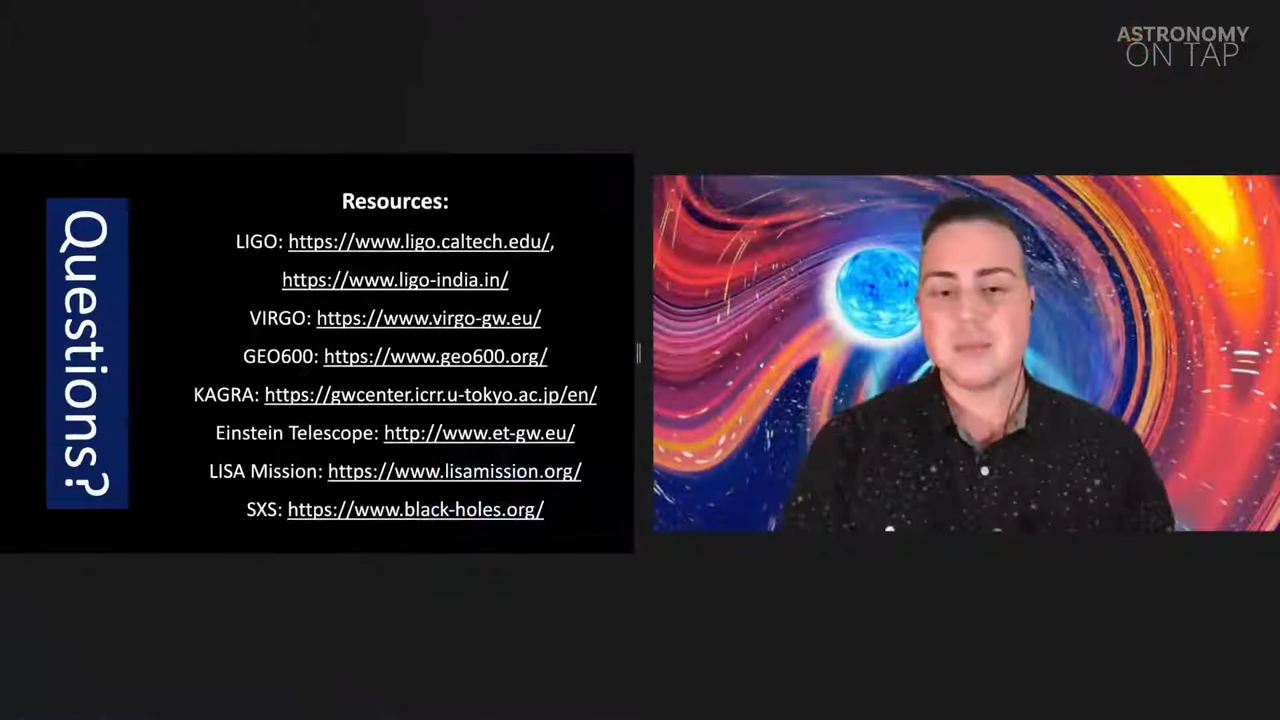 ASTRONOMY
ON TAP
Questions?
Resources:
LIGO: https://www.ligo.caltech.edu/,
https://www.ligo-india.in/
VIRGO: https://www.virgo-gw.eu/
GEO600: https://www.geo600.org/
KAGRA: https://gwcenter.icrr.u-tokyo.ac.jp/en/
Einstein Telescope: http://www.et-gw.eu/
LISA Mission: https://www.lisamission.org/
SXS: https://www.black-holes.org/